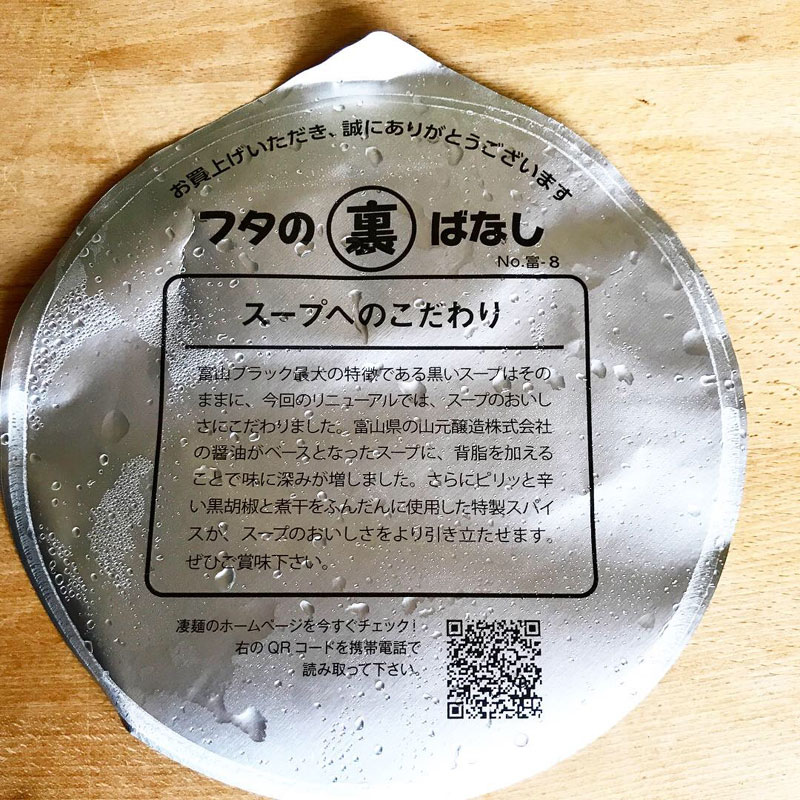 お買上げいただき、誠にありがとうございます
フタの裏ばなし
No.富-8
スープへのこだわり
富山ブラック最大の特徴である黒いスープはその
ままに、今回のリニューアルでは、スープのおいし
さにこだわりました。富山県の山元醸造株式会社
の醤油がベースとなったスープに、背脂を加える
ことで味に深みが増しました。さらにピリッと辛
い黒胡椒と煮干をふんだんに使用した特製スパイ
スが、スープのおいしさをより引き立たせます。
ぜひご賞味下さい。
凄麺のホームページを今すぐチェック!
右のQRコードを携帯電話で
読み取って下さい。